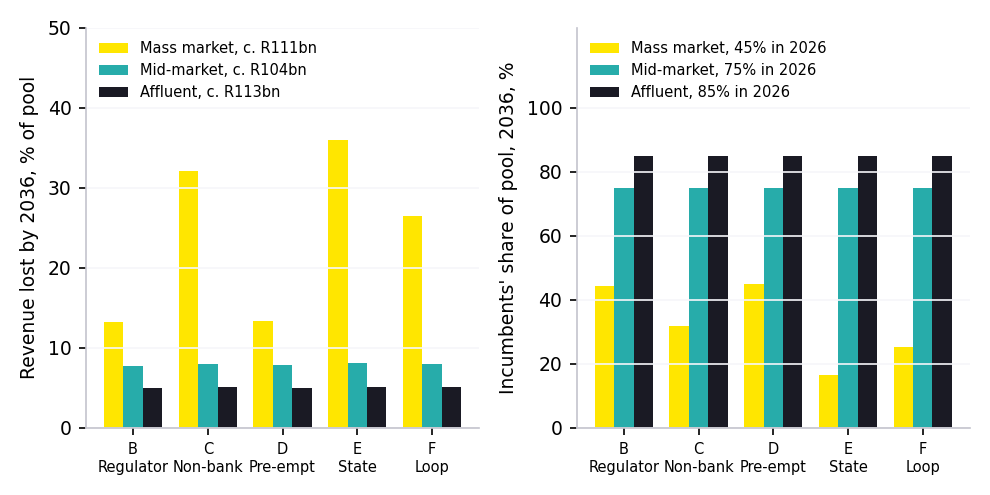 Revenue lost by 2036, % of pool
50
40
30
20
10
0
Mass market, c. R111bn
Mid-market, c. R104bn
Affluent, c. R113bn
B
Regulator
C
Non-bank
D
Pre-empt
E
State
F
Loop
Incumbents' share of pool, 2036, %
100
80
60
40
20
0
Mass market, 45% in 2026
Mid-market, 75% in 2026
Affluent, 85% in 2026
B
Regulator
C
Non-bank
D
Pre-empt
E
State
F
Loop